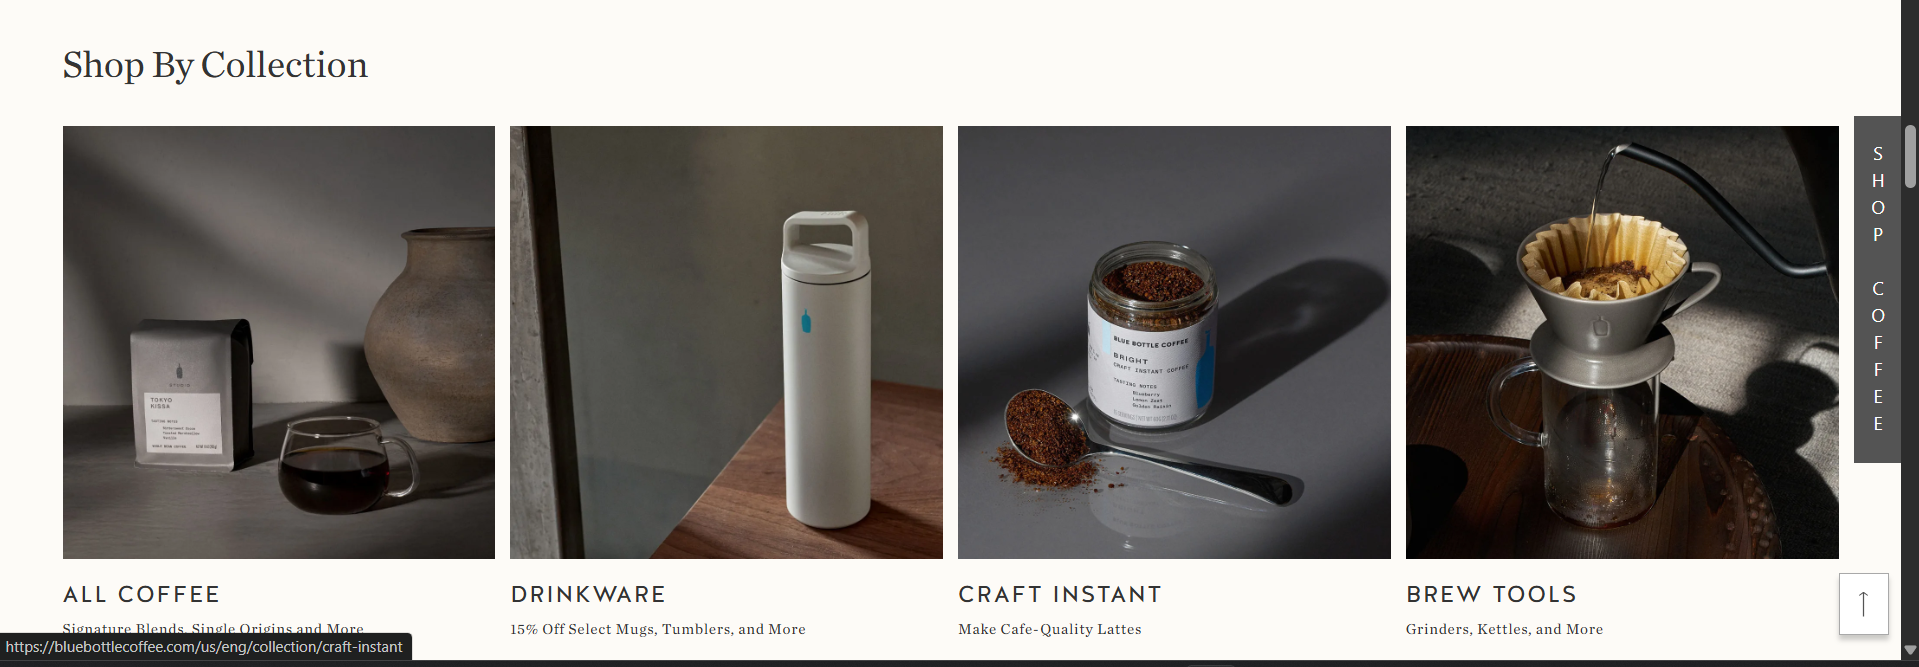 Shop By Collection
TOKYO
KISSA
BLUE BOTTLE COFFEE
BRIGHT
CRAFT INSTANT COFFEE
TASTING NOTES
Blueberry
Lemon Zest
Golden Raisin
SHOP COFFEE
ALL COFFEE
Signature Blends, Single Origins and More
DRINKWARE
15% Off Select Mugs, Tumblers, and More
CRAFT INSTANT
Make Cafe-Quality Lattes
BREW TOOLS
Grinders, Kettles, and More
https://bluebottlecoffee.com/us/eng/collection/craft-instant